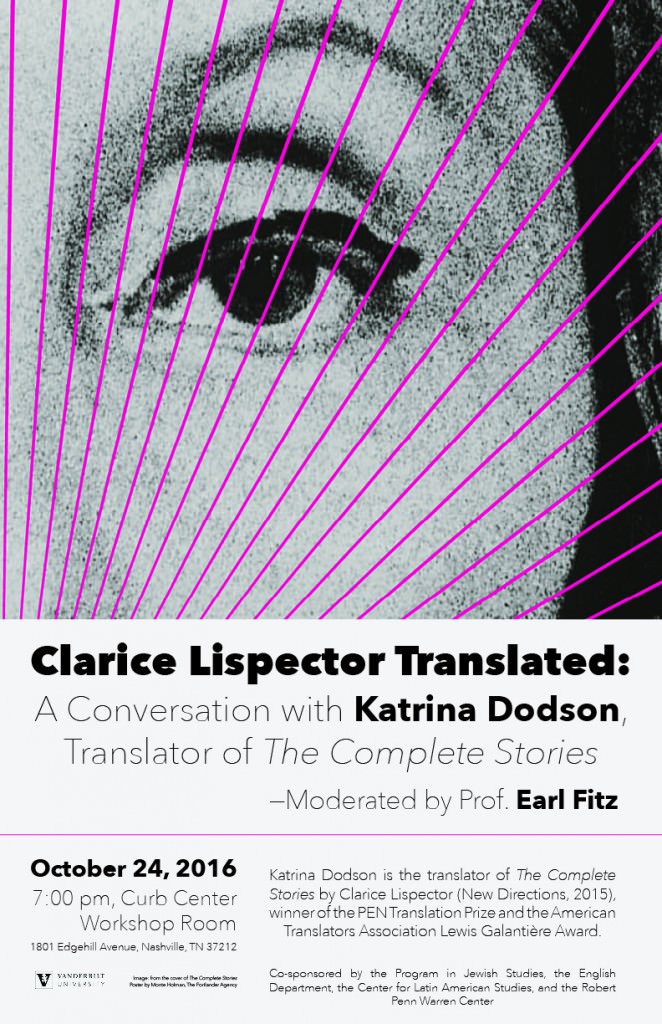 Clarice Lispector Translated:
A Conversation with Katrina Dodson,
Translator of The Complete Stories
—Moderated by Prof. Earl Fitz
October 24, 2016
7:00 pm, Curb Center
Workshop Room
1801 Edgehill Avenue, Nashville, TN 37212
Katrina Dodson is the translator of The Complete
Stories by Clarice Lispector (New Directions, 2015),
winner of the PEN Translation Prize and the American
Translators Association Lewis Galantière Award.
V VANDERBILT
UNIVERSITY
Image: from the cover of The Complete Stories
Poster by Monte Holman, The Fortlander Agency
Co-sponsored by the Program in Jewish Studies, the English
Department, the Center for Latin American Studies, and the Robert
Penn Warren Center